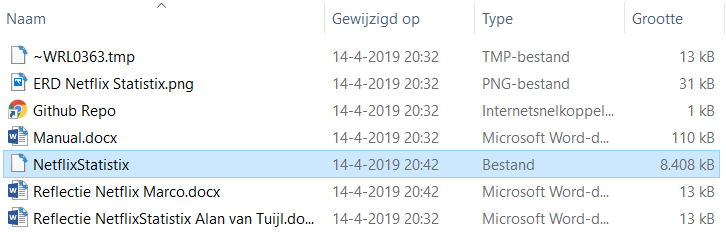 Naam Gewijzigd op Type Grootte
~WRL0363.tmp 14-4-2019 20:32 TMP-bestand 13 kB
ERD Netflix Statistix.png 14-4-2019 20:32 PNG-bestand 31 kB
Github Repo 14-4-2019 20:32 Internetsnelkoppel... 1 kB
Manual.docx 14-4-2019 20:32 Microsoft Word-d... 110 kB
NetflixStatistix 14-4-2019 20:42 Bestand 8.408 kB
Reflectie Netflix Marco.docx 14-4-2019 20:42 Microsoft Word-d... 13 kB
Reflectie NetflixStatistix Alan van Tuijl.do... 14-4-2019 20:32 Microsoft Word-d... 13 kB